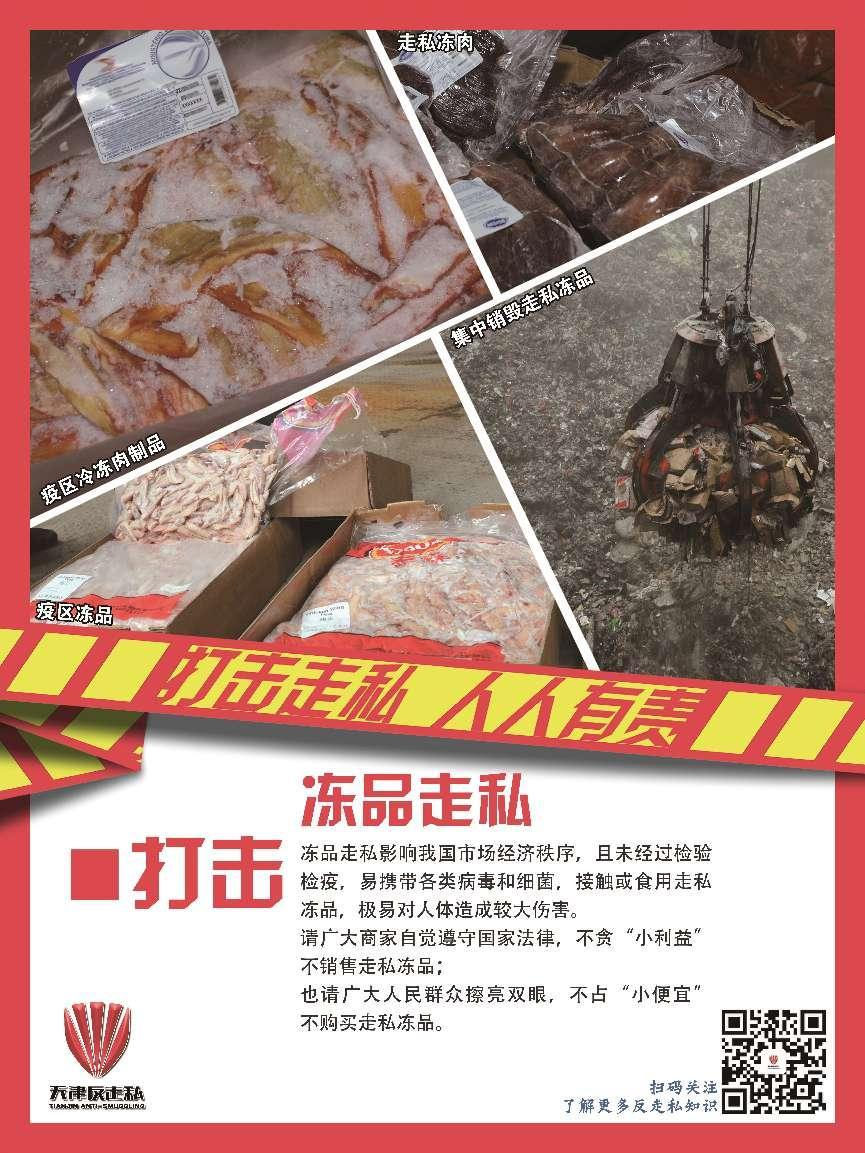 走私冻肉
集中销毁走私冻品
疫区冷冻肉制品
疫区冻品
打击走私 人人有责
冻品走私
打击
冻品走私影响我国市场经济秩序，且未经过检验
检疫，易携带各类病毒和细菌，接触或食用走私
冻品，极易对人体造成较大伤害。
请广大商家自觉遵守国家法律，不贪“小利益”
不销售走私冻品；
也请广大人民群众擦亮双眼，不占“小便宜”
不购买走私冻品。
天津反走私
TIANJIN ANTI-SMUGGLING
扫码关注
了解更多反走私知识